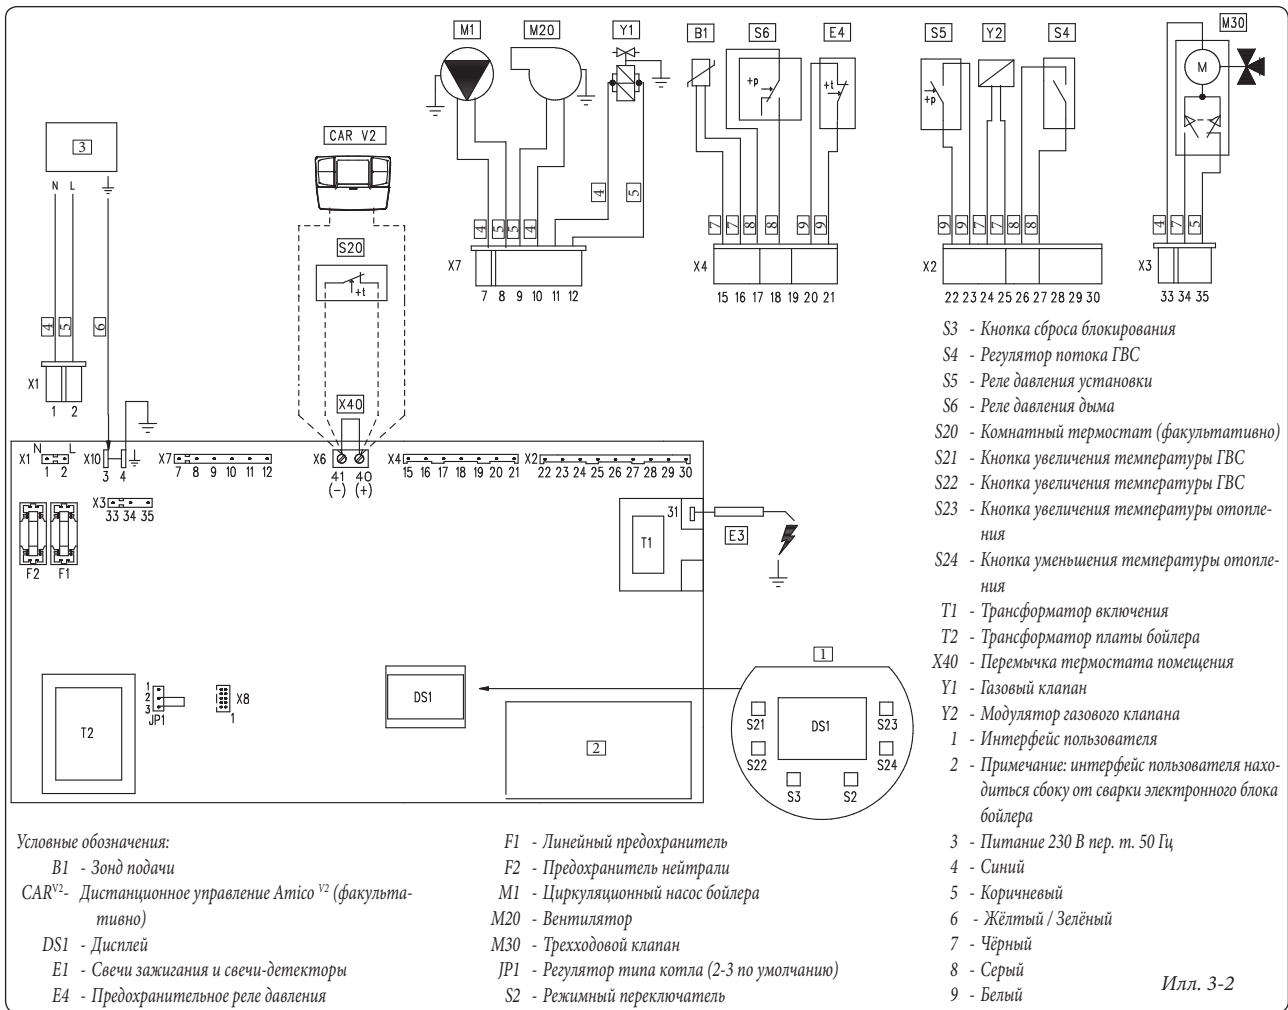 M1 M20 Y1 B1 S6 E4 S5 Y2 S4 M30
M
+p +t +p
3
CAR V2
N L
S20
+t
4 5 6
4 5 5 4 4 5
7 7 8 8 9 9
9 9 7 7 8 8
4 7 5
X7 X4 X2 X3
7 8 9 10 11 12
15 16 17 18 19 20 21
22 23 24 25 26 27 28 29 30
33 34 35
X1
1 2
X40
N L
X1 X10 X7 X6 X4 X2
1 2 3 4
7 8 9 10 11 12
41 40
(-) (+)
15 16 17 18 19 20 21
22 23 24 25 26 27 28 29 30
X3
33 34 35
F2 F1
T1
31
E3
T2
1
2
3
JP1
X8
1
DS1
2
1
S21 DS1 S23
S22 S24
S3 S2
S3 - Кнопка сброса блокирования
S4 - Регулятор потока ГВС
S5 - Реле давления установки
S6 - Реле давления дыма
S20 - Комнатный термостат (факультативно)
S21 - Кнопка увеличения температуры ГВС
S22 - Кнопка увеличения температуры ГВС
S23 - Кнопка увеличения температуры отопле-
ния
S24 - Кнопка уменьшения температуры отопле-
ния
T1 - Трансформатор включения
T2 - Трансформатор платы бойлера
X40 - Перемычка термостата помещения
Y1 - Газовый клапан
Y2 - Модулятор газового клапана
1 - Интерфейс пользователя
2 - Примечание: интерфейс пользователя нахо-
диться сбоку от сварки электронного блока
бойлера
3 - Питание 230 В пер. т. 50 Гц
4 - Синий
5 - Коричневый
6 - Жёлтый / Зелёный
7 - Чёрный
8 - Серый
9 - Белый
Условные обозначения:
B1 - Зонд подачи
CAR V2- Дистанционное управление Amico V2 (факульта-
тивно)
DS1 - Дисплей
E1 - Свечи зажигания и свечи-детекторы
E4 - Предохранительное реле давления
F1 - Линейный предохранитель
F2 - Предохранитель нейтрали
M1 - Циркуляционный насос бойлера
M20 - Вентилятор
M30 - Трехходовой клапан
JP1 - Регулятор типа котла (2-3 по умолчанию)
S2 - Режимный переключатель
Илл. 3-2